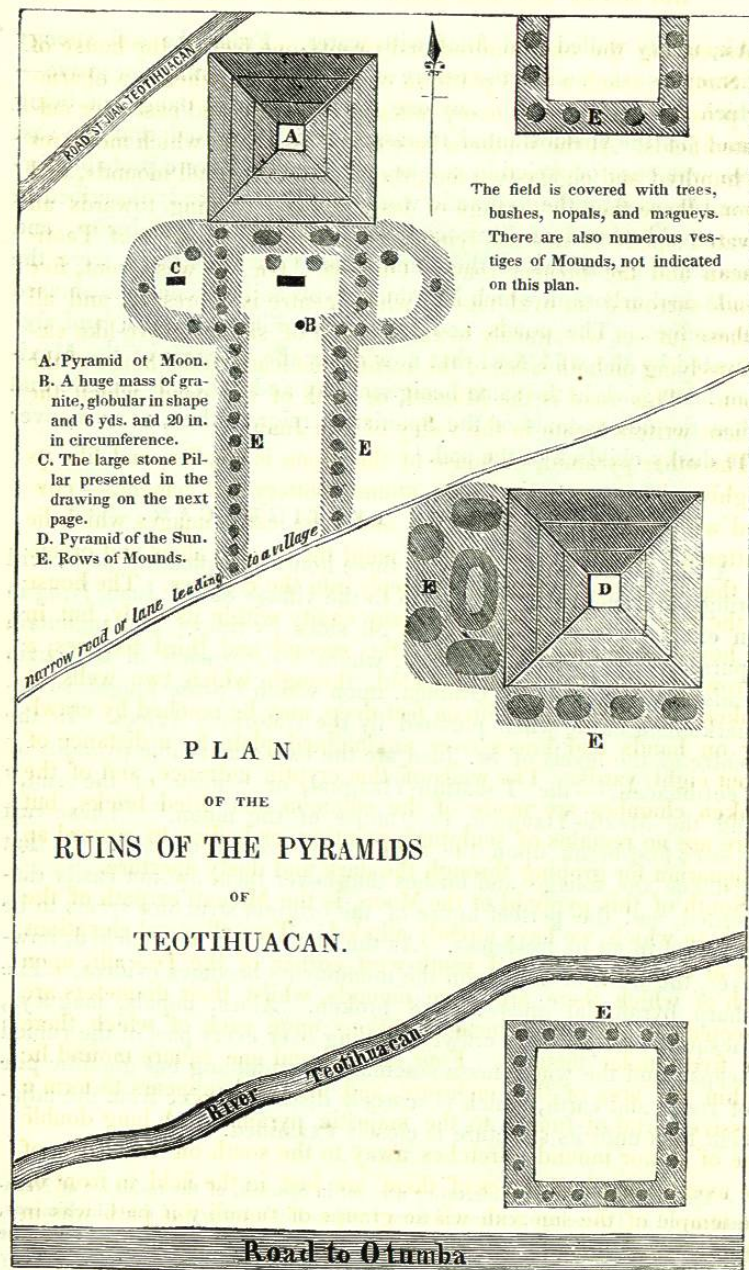 ROAD ST. JAN TEOTIHUACAN
A
E
The field is covered with trees,
bushes, nopals, and magueys.
There are also numerous ves-
tiges of Mounds, not indicated
on this plan.
C
B
A. Pyramid of Moon.
B. A huge mass of gra-
nite, globular in shape
and 6 yds. and 20 in.
in circumference.
C. The large stone Pil-
lar presented in the
drawing on the next
page.
D. Pyramid of the Sun.
E. Rows of Mounds.
E
E
narrow road or lane leading to a village
E
D
E
PLAN
OF THE
RUINS OF THE PYRAMIDS
OF
TEOTIHUACAN.
River Teotihuacan
E
Road to Otumba